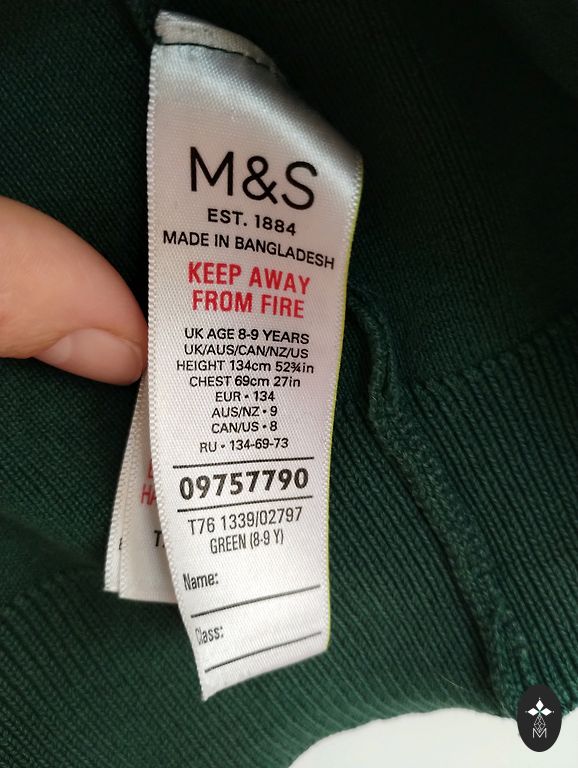 M&S
EST. 1884
MADE IN BANGLADESH
KEEP AWAY
FROM FIRE
UK AGE 8-9 YEARS
UK/AUS/CAN/NZ/US
HEIGHT 134cm 52¾in
CHEST 69cm 27in
EUR • 134
AUS/NZ • 9
CAN/US • 8
RU • 134-69-73
09757790
T76 1339/02797
GREEN (8-9 Y)
Name:
Class:
M